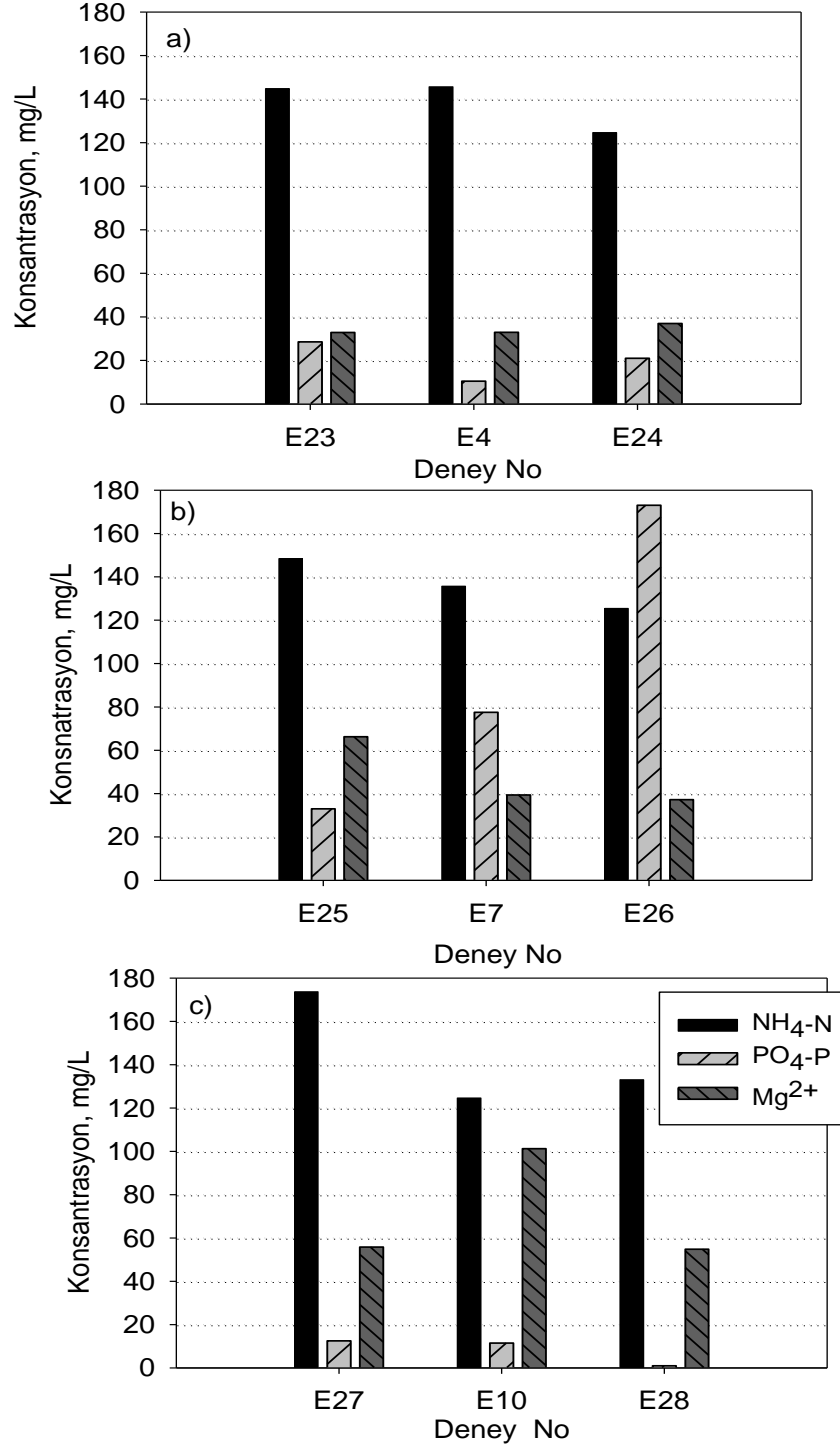 a)
Konsantrasyon, mg/L
180
160
140
120
100
80
60
40
20
0
E23 E4 E24
Deney No
b)
Konsnatrasyon, mg/L
180
160
140
120
100
80
60
40
20
0
E25 E7 E26
Deney No
c)
Konsantrasyon, mg/L
180
160
140
120
100
80
60
40
20
0
NH4-N
PO4-P
Mg2+
E27 E10 E28
Deney No